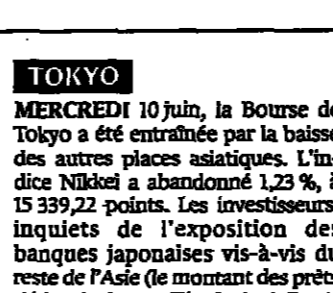 TOKYO
MERCREDI 10 juin, la Bourse de
Tokyo a été entraînée par la baisse
des autres places asiatiques. L'in-
dice Nikkei a abandonné 1,23 %, à
15 339,22 points. Les investisseurs,
inquiets de l'exposition des
banques japonaises vis-à-vis du
reste de l'Asie (le montant des prêts